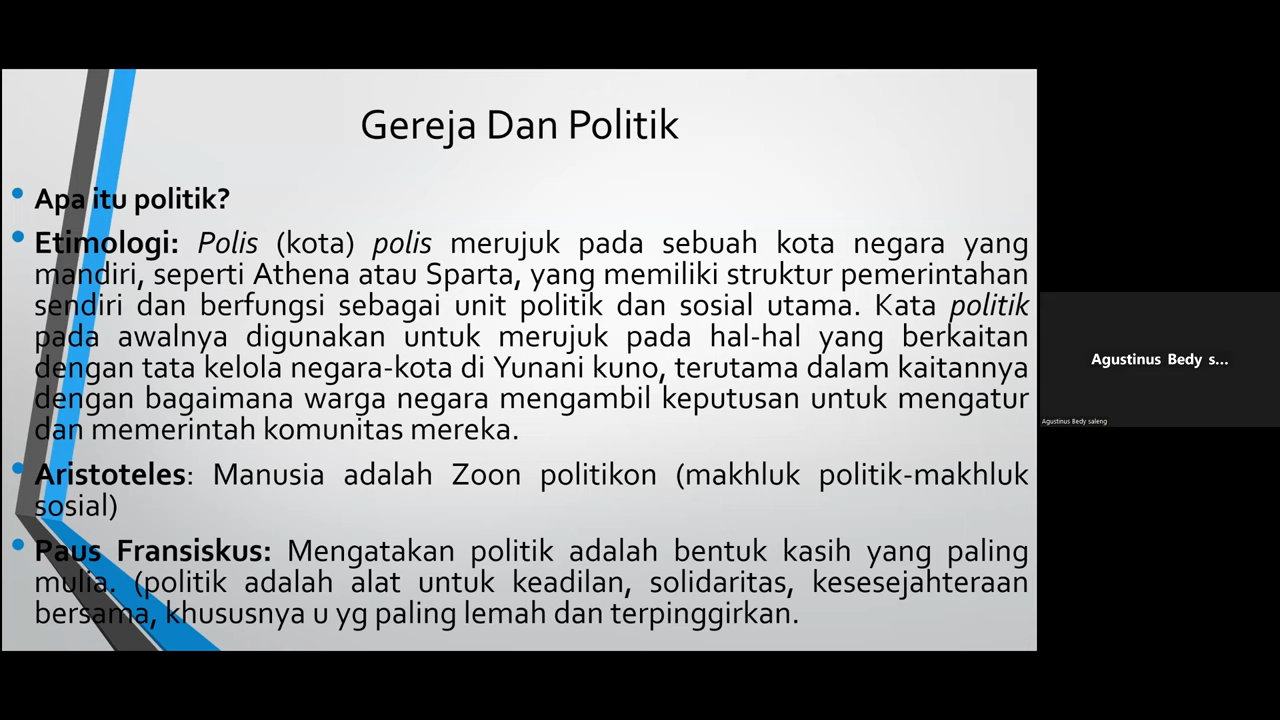 Gereja Dan Politik
• Apa itu politik?
• Etimologi: Polis (kota) polis merujuk pada sebuah kota negara yang
mandiri, seperti Athena atau Sparta, yang memiliki struktur pemerintahan
sendiri dan berfungsi sebagai unit politik dan sosial utama. Kata politik
pada awalnya digunakan untuk merujuk pada hal-hal yang berkaitan
dengan tata kelola negara-kota di Yunani kuno, terutama dalam kaitannya
dengan bagaimana warga negara mengambil keputusan untuk mengatur
dan memerintah komunitas mereka.
• Aristoteles: Manusia adalah Zoon politikon (makhluk politik-makhluk
sosial)
• Paus Fransiskus: Mengatakan politik adalah bentuk kasih yang paling
mulia. (politik adalah alat untuk keadilan, solidaritas, kesesejahteraan
bersama, khususnya u yg paling lemah dan terpinggirkan.
Agustinus Bedy s...
Agustinus Bedy saleng